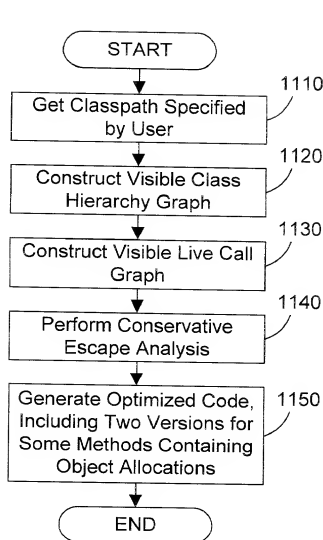 START
1110
Get Classpath Specified
by User
1120
Construct Visible Class
Hierarchy Graph
1130
Construct Visible Live Call
Graph
1140
Perform Conservative
Escape Analysis
1150
Generate Optimized Code,
Including Two Versions for
Some Methods Containing
Object Allocations
END